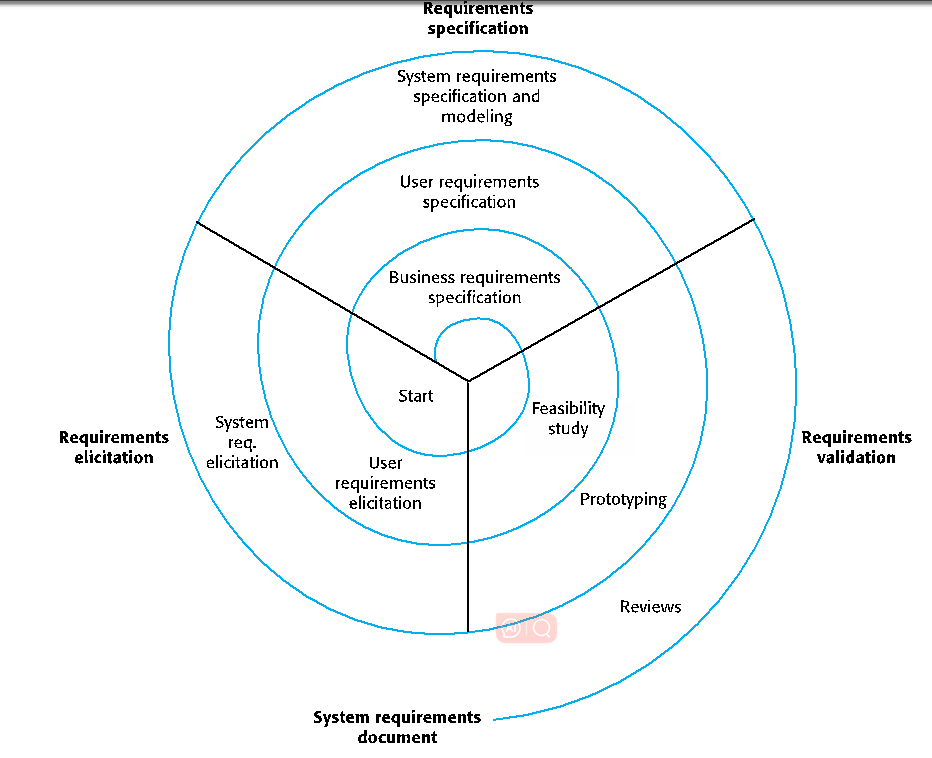 Requirements
specification
System requirements
specification and
modeling
User requirements
specification
Business requirements
specification
Start
Feasibility
study
System
req.
elicitation
User
requirements
elicitation
Requirements
elicitation
Requirements
validation
Prototyping
Reviews
System requirements
document